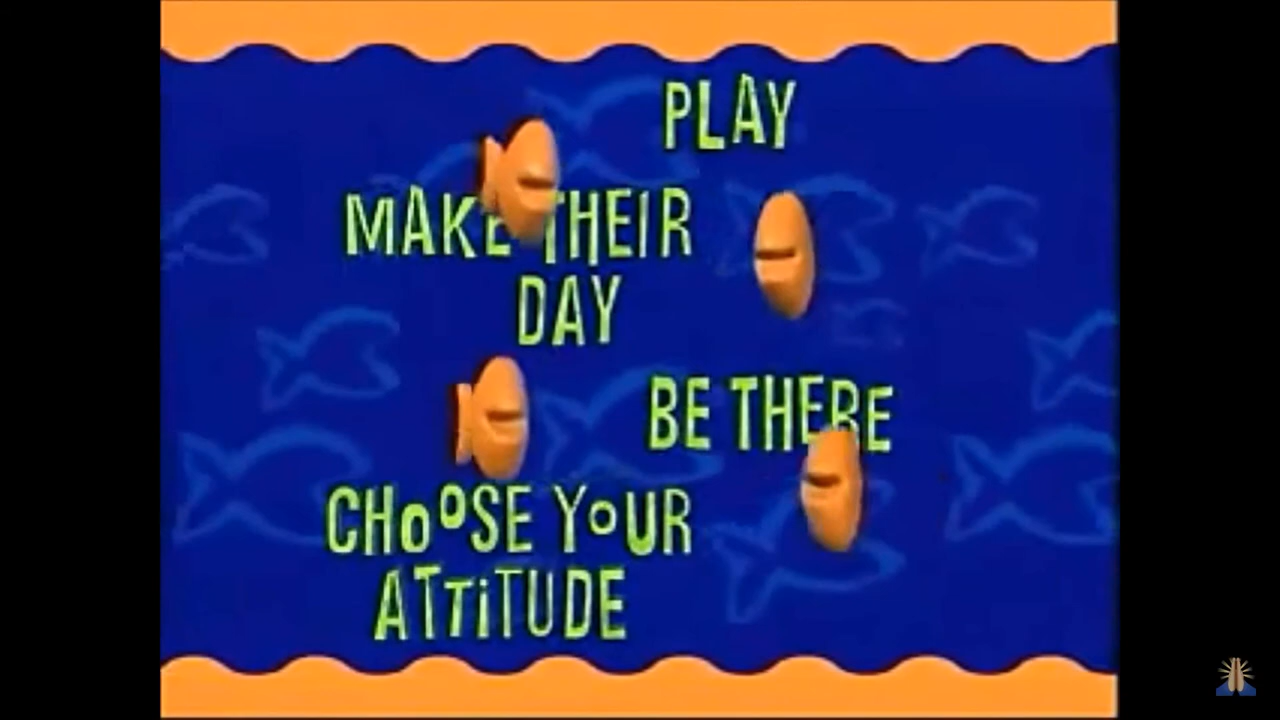 PLAY
MAKE THEIR
DAY
BE THERE
CHOOSE YOUR
ATTITUDE